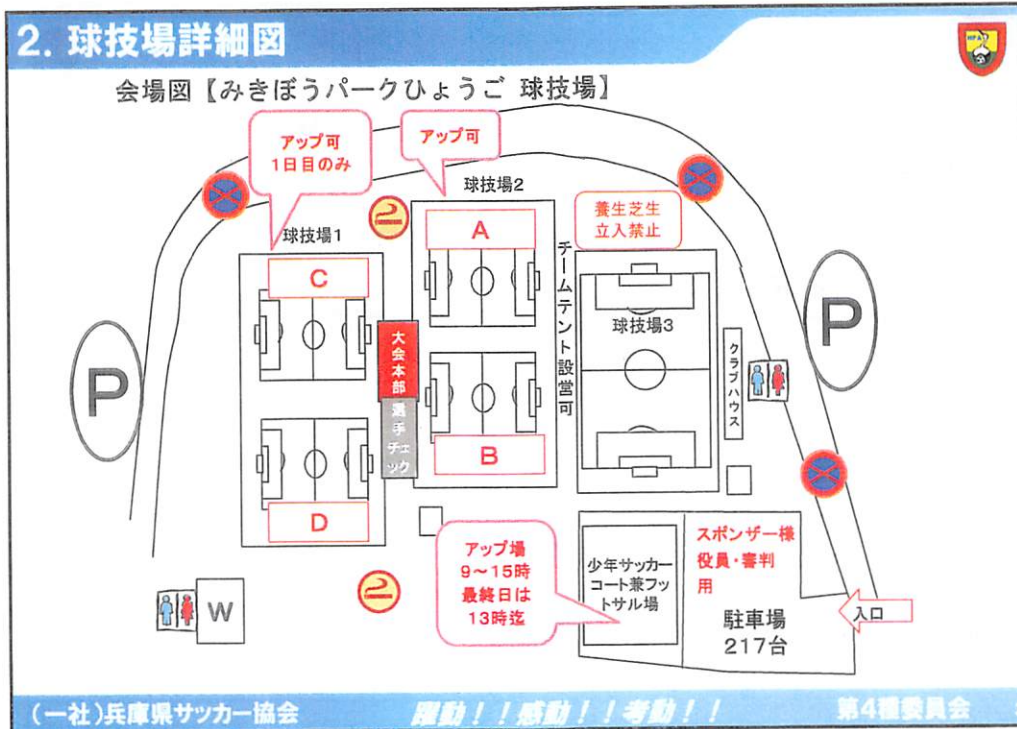 2. 球技場詳細図
会場図【みきぼうパークひょうご 球技場】
アップ可
1日目のみ
アップ可
球技場2
養生芝生
立入禁止
球技場1
A
C
チームテント設営可
球技場3
P
P
大会本部
選手チェック
クラブハウス
B
D
アップ場
9～15時
最終日は
13時迄
少年サッカー
コート兼フッ
トサル場
スポンサー様
役員・審判
用
駐車場
217台
入口
W
(一社)兵庫県サッカー協会
躍動!!感動!!考動!!
第4種委員会